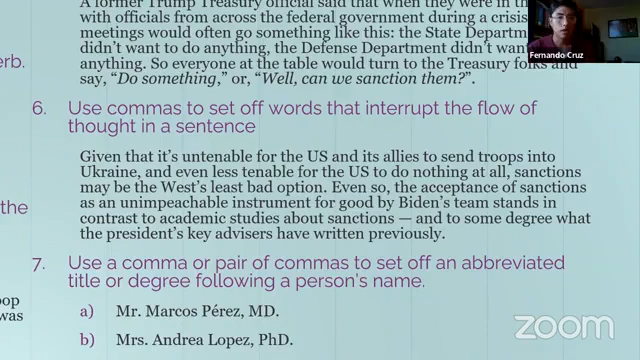 A former Trump Treasury official said that when they were in th
with officials from across the federal government during a crisis
meetings would often go something like this: the State Departm
didn't want to do anything, the Defense Department didn't want
anything. So everyone at the table would turn to the Treasury folks and
say, “Do something,” or, “Well, can we sanction them?”.
Fernando Cruz
erb.
6. Use commas to set off words that interrupt the flow of
thought in a sentence
Given that it's untenable for the US and its allies to send troops into
Ukraine, and even less tenable for the US to do nothing at all, sanctions
may be the West's least bad option. Even so, the acceptance of sanctions
as an unimpeachable instrument for good by Biden's team stands in
contrast to academic studies about sanctions — and to some degree what
the president's key advisers have written previously.
the
7. Use a comma or pair of commas to set off an abbreviated
title or degree following a person's name.
oop
was
a) Mr. Marcos Pérez, MD.
b) Mrs. Andrea Lopez, PhD.
zoom